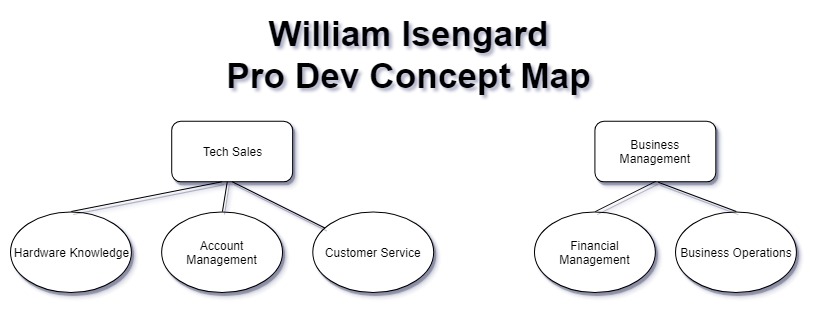 William Isengard
Pro Dev Concept Map
Tech Sales
Business
Management
Hardware Knowledge
Account
Management
Customer Service
Financial
Management
Business Operations